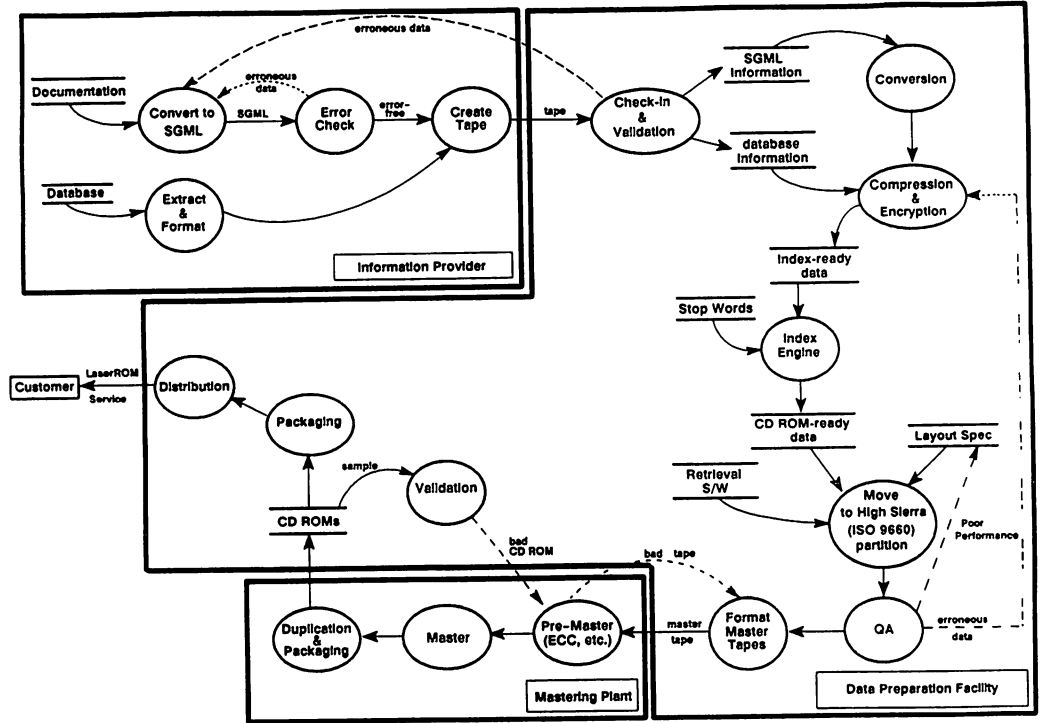 erroneous data
Documentation
Convert to
SGML
SGML
erroneous
data
Error
Check
error-
free
Create
Tape
tape
Database
Extract
&
Format
Information Provider
Check-In
&
Validation
SGML
Information
Conversion
database
Information
Compression
&
Encryption
Index-ready
data
Stop Words
Index
Engine
CD ROM-ready
data
Layout Spec
Retrieval
S/W
Move
to High Sierra
(ISO 9660)
partition
Poor
Performance
QA
erroneous
data
Format
Master
Tapes
Data Preparation Facility
bad tape
master
tape
Pre-Master
(ECC, etc.)
Master
Duplication
&
Packaging
Mastering Plant
CD ROMs
sample
Validation
bad
CD ROM
Packaging
Distribution
LaserROM
Service
Customer